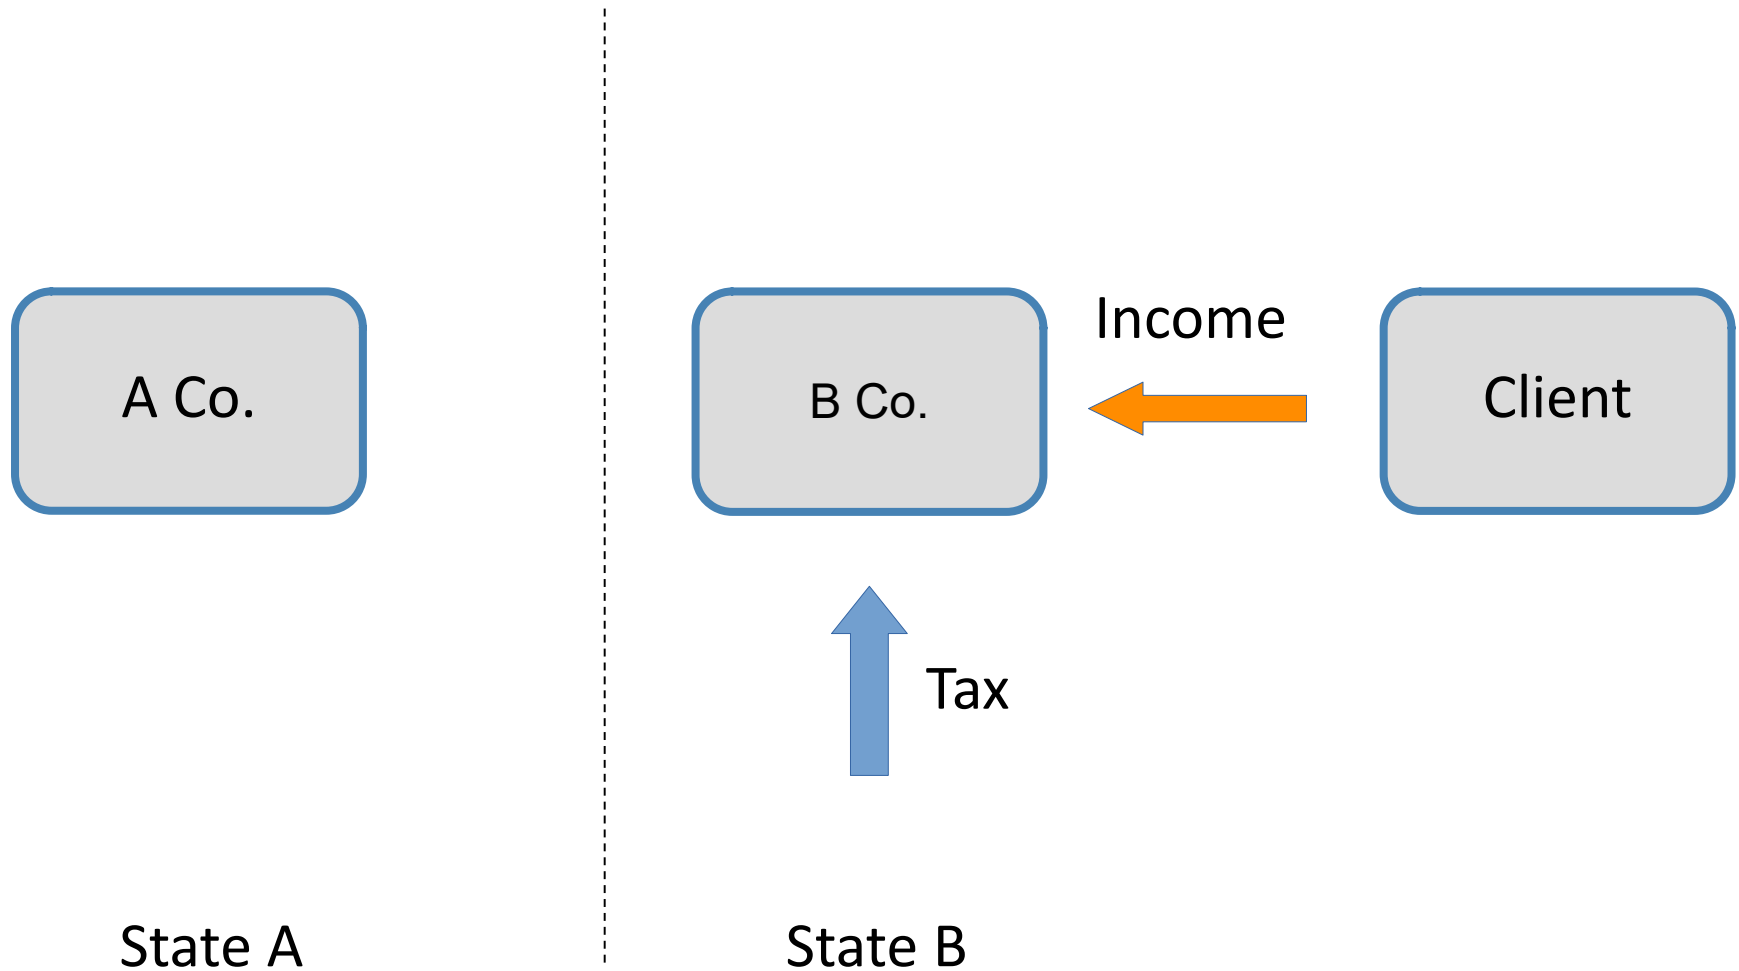 Income
A Co.
B Co.
Client
Tax
State A
State B